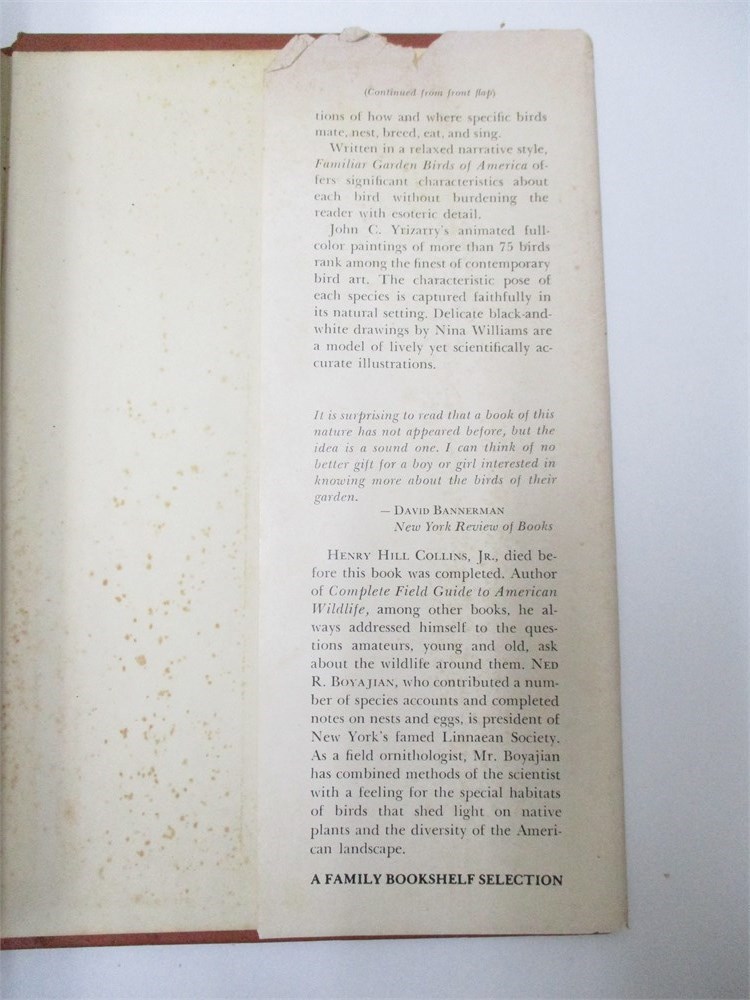 (Continued from front flap)
tions of how and where specific birds
mate, nest, breed, eat, and sing.
Written in a relaxed narrative style,
Familiar Garden Birds of America of-
fers significant characteristics about
each bird without burdening the
reader with esoteric detail.
John C. Yrizarry's animated full-
color paintings of more than 75 birds
rank among the finest of contemporary
bird art. The characteristic pose of
each species is captured faithfully in
its natural setting. Delicate black-and-
white drawings by Nina Williams are
a model of lively yet scientifically ac-
curate illustrations.
It is surprising to read that a book of this
nature has not appeared before, but the
idea is a sound one. I can think of no
better gift for a boy or girl interested in
knowing more about the birds of their
garden.
— DAVID BANNERMAN
New York Review of Books
HENRY HILL COLLINS, JR., died be-
fore this book was completed. Author
of Complete Field Guide to American
Wildlife, among other books, he al-
ways addressed himself to the ques-
tions amateurs, young and old, ask
about the wildlife around them. NED
R. BOYAJIAN, who contributed a num-
ber of species accounts and completed
notes on nests and eggs, is president of
New York's famed Linnaean Society.
As a field ornithologist, Mr. Boyajian
has combined methods of the scientist
with a feeling for the special habitats
of birds that shed light on native
plants and the diversity of the Ameri-
can landscape.
A FAMILY BOOKSHELF SELECTION